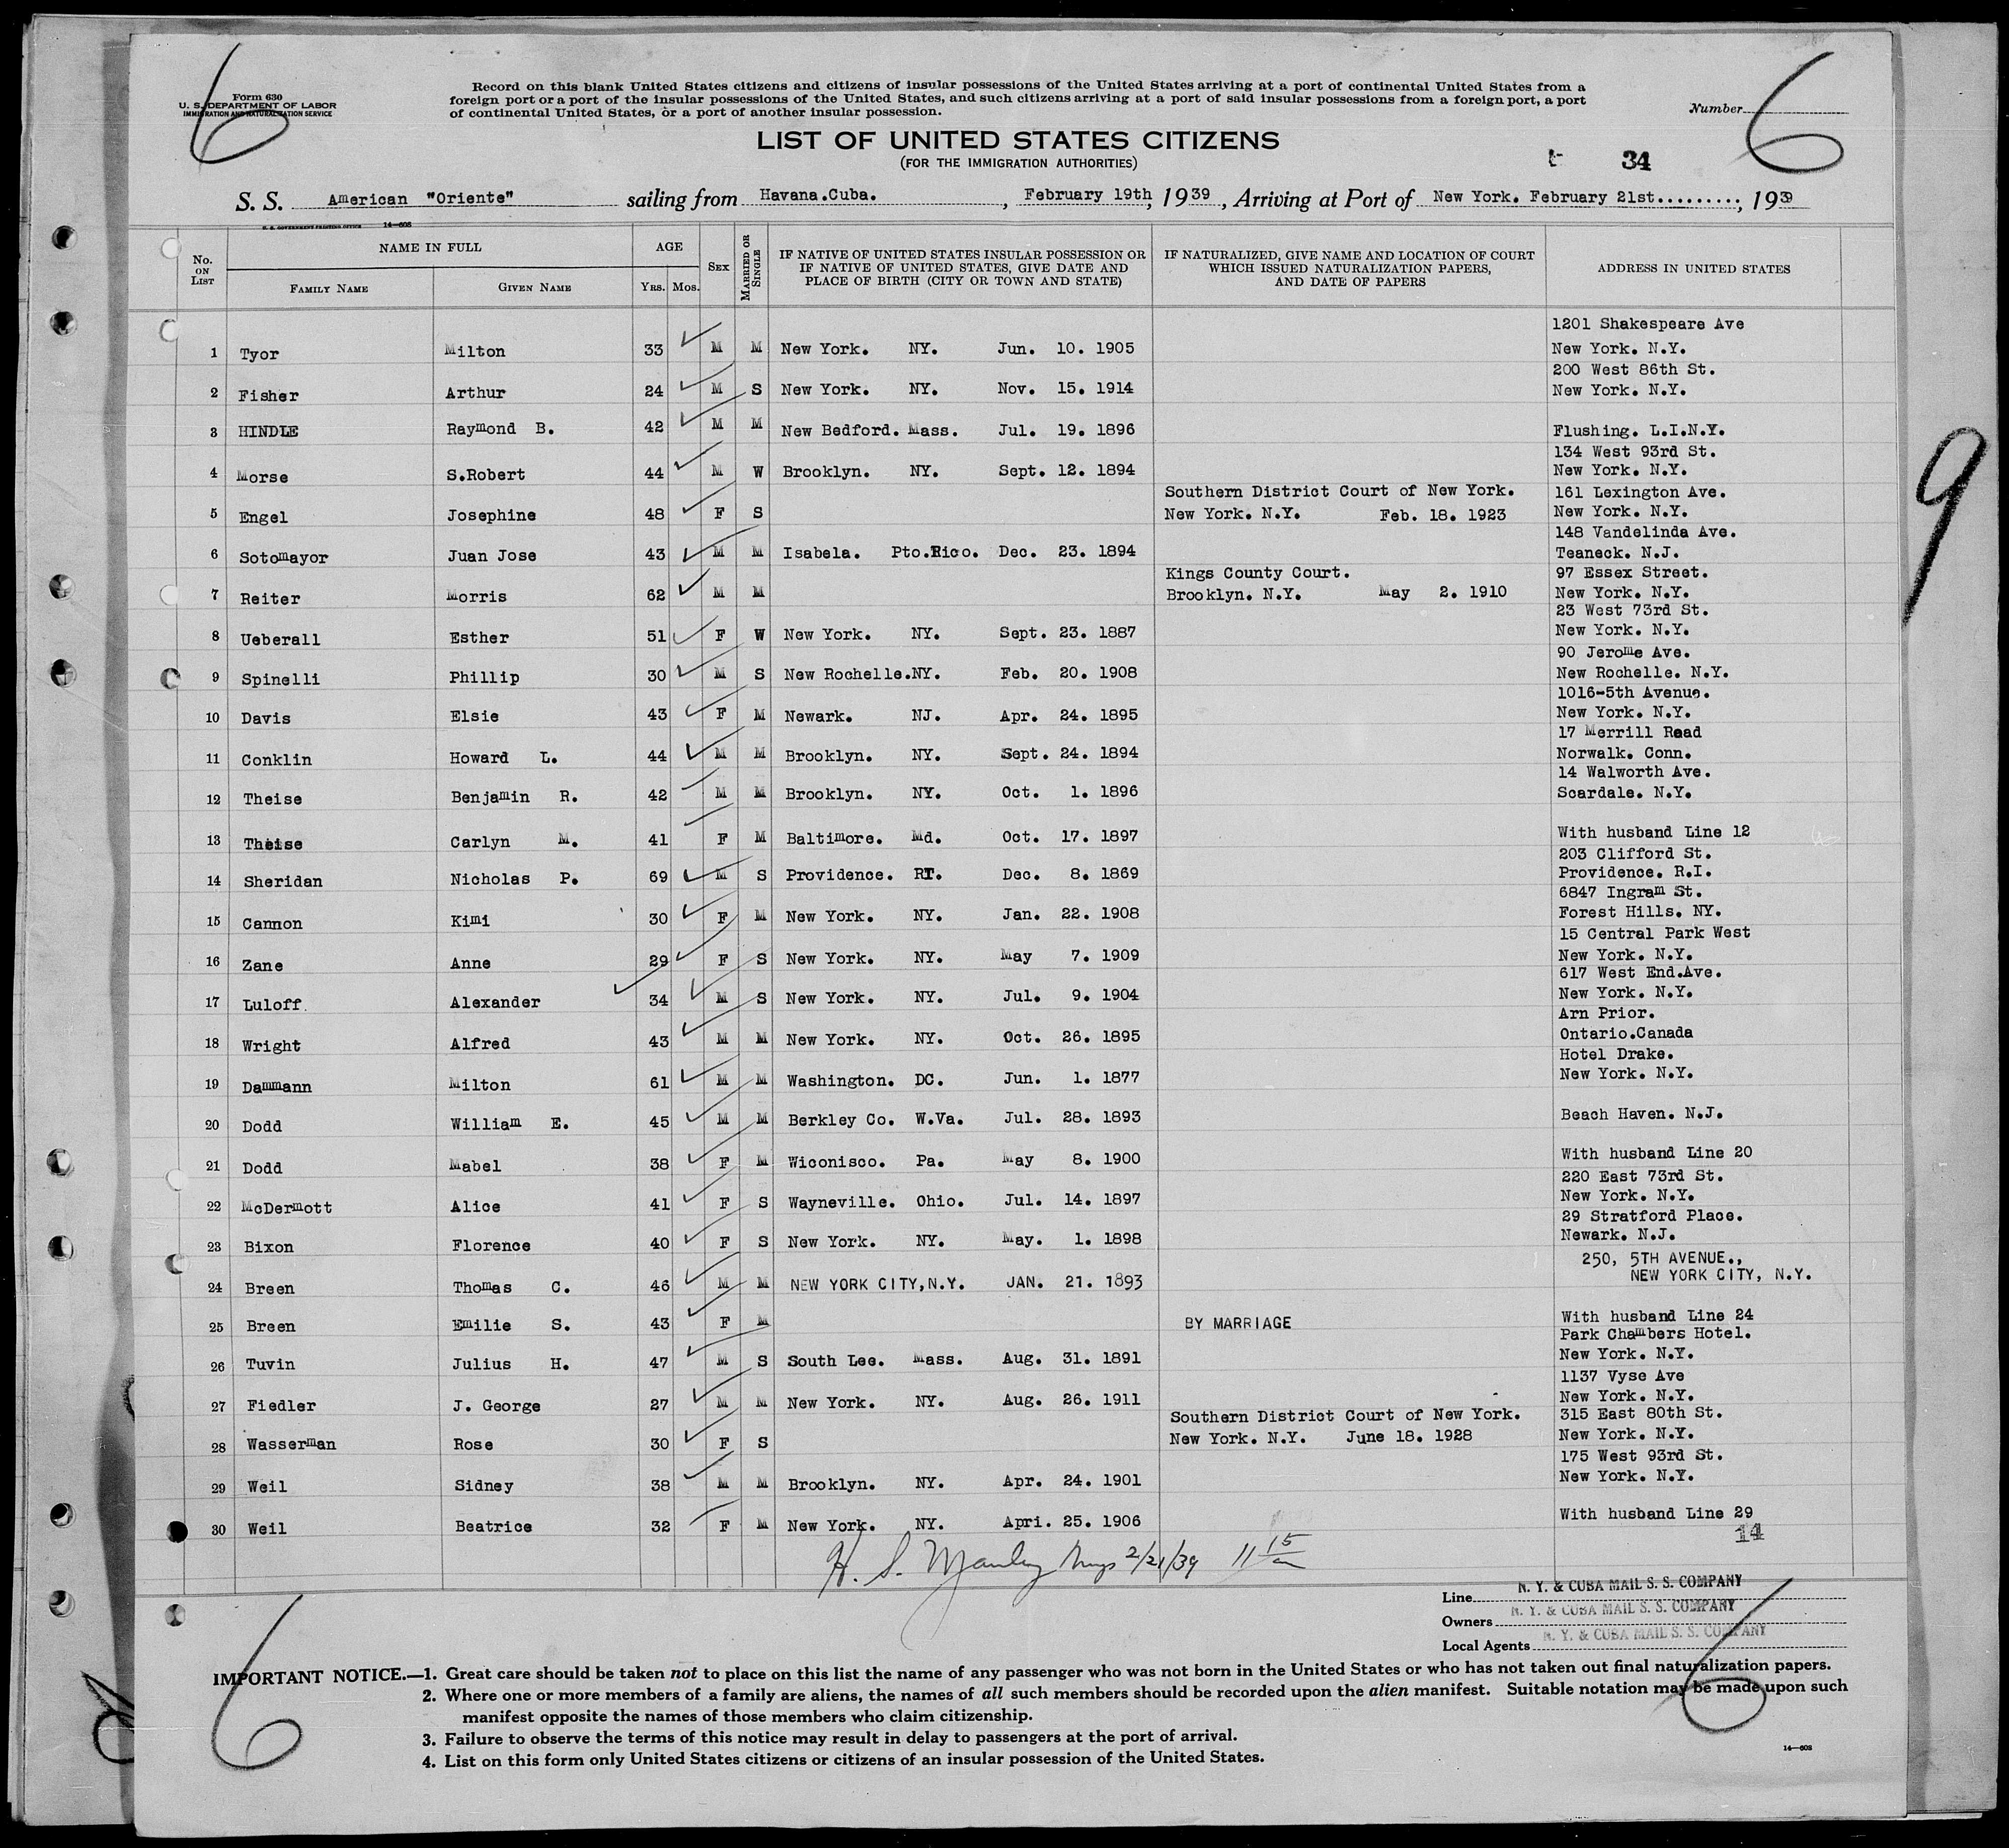 6
6
Form 630
U. S. DEPARTMENT OF LABOR
IMMIGRATION AND NATURALIZATION SERVICE
Record on this blank United States citizens and citizens of insular possessions of the United States arriving at a port of continental United States from a
foreign port or a port of the insular possessions of the United States, and such citizens arriving at a port of said insular possessions from a foreign port, a port
of continental United States, or a port of another insular possession.
Number
LIST OF UNITED STATES CITIZENS
(FOR THE IMMIGRATION AUTHORITIES)
34
S. S. American "Oriente" sailing from Havana.Cuba. , February 19th, 1939 , Arriving at Port of New York. February 21st........., 1939
U. S. GOVERNMENT PRINTING OFFICE 14—608
No. ON LIST NAME IN FULL FAMILY NAME GIVEN NAME AGE YRS. MOS. SEX MARRIED OR SINGLE IF NATIVE OF UNITED STATES INSULAR POSSESSION OR IF NATIVE OF UNITED STATES, GIVE DATE AND PLACE OF BIRTH (CITY OR TOWN AND STATE) IF NATURALIZED, GIVE NAME AND LOCATION OF COURT WHICH ISSUED NATURALIZATION PAPERS, AND DATE OF PAPERS ADDRESS IN UNITED STATES
1201 Shakespeare Ave
1 Tyor Milton 33 M M New York. NY. Jun. 10. 1905 New York. N.Y.
200 West 86th St.
2 Fisher Arthur 24 M S New York. NY. Nov. 15. 1914 New York. N.Y.
3 HINDLE Raymond B. 42 M M New Bedford. Mass. Jul. 19. 1896 Flushing. L.I.N.Y.
134 West 93rd St.
4 Morse S.Robert 44 M W Brooklyn. NY. Sept. 12. 1894 New York. N.Y.
Southern District Court of New York. 161 Lexington Ave.
5 Engel Josephine 48 F S New York. N.Y. Feb. 18. 1923 New York. N.Y.
148 Vandelinda Ave.
6 Sotomayor Juan Jose 43 M M Isabela. Pto.Rico. Dec. 23. 1894 Teaneck. N.J.
Kings County Court. 97 Essex Street.
7 Reiter Morris 62 M M Brooklyn. N.Y. May 2. 1910 New York. N.Y.
23 West 73rd St.
8 Ueberall Esther 51 F W New York. NY. Sept. 23. 1887 New York. N.Y.
90 Jerome Ave.
9 Spinelli Phillip 30 M S New Rochelle.NY. Feb. 20. 1908 New Rochelle. N.Y.
1016-5th Avenue.
10 Davis Elsie 43 F M Newark. NJ. Apr. 24. 1895 New York. N.Y.
17 Merrill Road
11 Conklin Howard L. 44 M M Brooklyn. NY. Sept. 24. 1894 Norwalk. Conn.
14 Walworth Ave.
12 Theise Benjamin R. 42 M M Brooklyn. NY. Oct. 1. 1896 Scardale. N.Y.
13 Theise Carlyn M. 41 F M Baltimore. Md. Oct. 17. 1897 With husband Line 12
203 Clifford St.
14 Sheridan Nicholas P. 69 M S Providence. RI. Dec. 8. 1869 Providence. R.I.
6847 Ingram St.
15 Cannon Kimi 30 F M New York. NY. Jan. 22. 1908 Forest Hills. NY.
15 Central Park West
16 Zane Anne 29 F S New York. NY. May 7. 1909 New York. N.Y.
617 West End.Ave.
17 Luloff. Alexander 34 M S New York. NY. Jul. 9. 1904 New York. N.Y.
Arn Prior.
18 Wright Alfred 43 M M New York. NY. Oct. 26. 1895 Ontario.Canada
Hotel Drake.
19 Dammann Milton 61 M M Washington. DC. Jun. 1. 1877 New York. N.Y.
20 Dodd William E. 45 M M Berkley Co. W.Va. Jul. 28. 1893 Beach Haven. N.J.
21 Dodd Mabel 38 F M Wiconisco. Pa. May 8. 1900 With husband Line 20
220 East 73rd St.
22 McDermott Alice 41 F S Wayneville. Ohio. Jul. 14. 1897 New York. N.Y.
29 Stratford Place.
23 Bixon Florence 40 F S New York. NY. May. 1. 1898 Newark. N.J.
250, 5TH AVENUE.,
24 Breen Thomas C. 46 M M NEW YORK CITY,N.Y. JAN. 21. 1893 NEW YORK CITY, N.Y.
25 Breen Emilie S. 43 F M BY MARRIAGE With husband Line 24
Park Chambers Hotel.
26 Tuvin Julius H. 47 M S South Lee. Mass. Aug. 31. 1891 New York. N.Y.
1137 Vyse Ave
27 Fiedler J. George 27 M M New York. NY. Aug. 26. 1911 New York. N.Y.
Southern District Court of New York. 315 East 80th St.
28 Wasserman Rose 30 F S New York. N.Y. June 18. 1928 New York. N.Y.
175 West 93rd St.
29 Weil Sidney 38 M M Brooklyn. NY. Apr. 24. 1901 New York. N.Y.
30 Weil Beatrice 32 F M New York. NY. Apri. 25. 1906 With husband Line 29
14
H. S. Manley 2/21/39 11 15
9
Line N. Y. & CUBA MAIL S. S. COMPANY
Owners N. Y. & CUBA MAIL S. S. COMPANY
Local Agents N. Y. & CUBA MAIL S. S. COMPANY
6
6
IMPORTANT NOTICE.—1. Great care should be taken not to place on this list the name of any passenger who was not born in the United States or who has not taken out final naturalization papers.
2. Where one or more members of a family are aliens, the names of all such members should be recorded upon the alien manifest. Suitable notation may be made upon such
manifest opposite the names of those members who claim citizenship.
3. Failure to observe the terms of this notice may result in delay to passengers at the port of arrival.
4. List on this form only United States citizens or citizens of an insular possession of the United States.
14—608